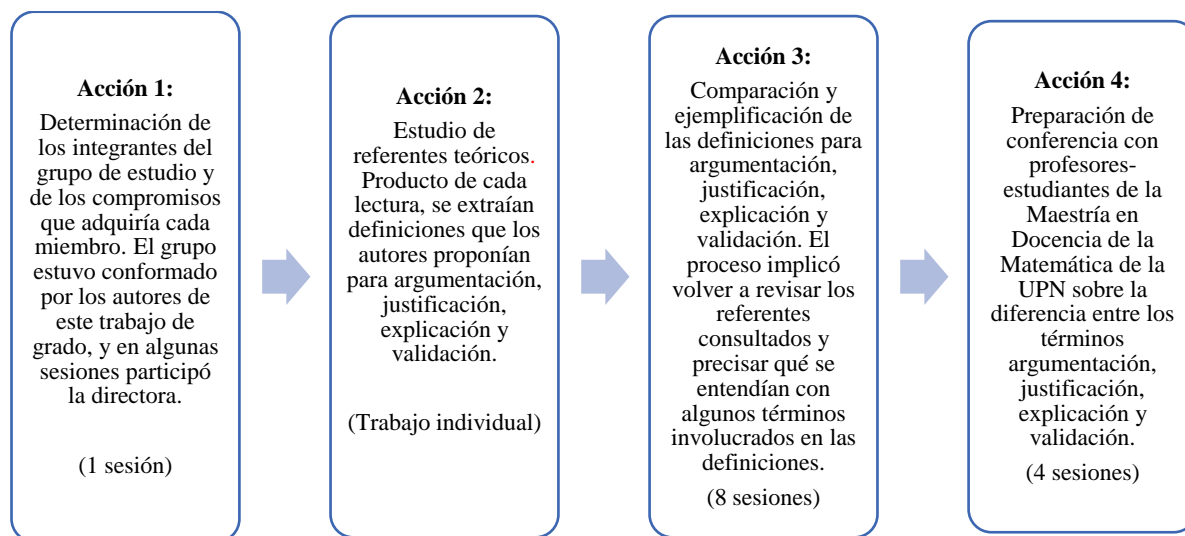 Acción 1:
Determinación de
los integrantes del
grupo de estudio y
de los compromisos
que adquiría cada
miembro. El grupo
estuvo conformado
por los autores de
este trabajo de
grado, y en algunas
sesiones participó
la directora.
(1 sesión)
Acción 2:
Estudio de
referentes teóricos.
Producto de cada
lectura, se extraían
definiciones que los
autores proponían
para argumentación,
justificación,
explicación y
validación.
(Trabajo individual)
Acción 3:
Comparación y
ejemplificación de
las definiciones para
argumentación,
justificación,
explicación y
validación. El
proceso implicó
volver a revisar los
referentes
consultados y
precisar qué se
entendían con
algunos términos
involucrados en las
definiciones.
(8 sesiones)
Acción 4:
Preparación de
conferencia con
profesores-
estudiantes de la
Maestría en
Docencia de la
Matemática de la
UPN sobre la
diferencia entre los
términos
argumentación,
justificación,
explicación y
validación.
(4 sesiones)